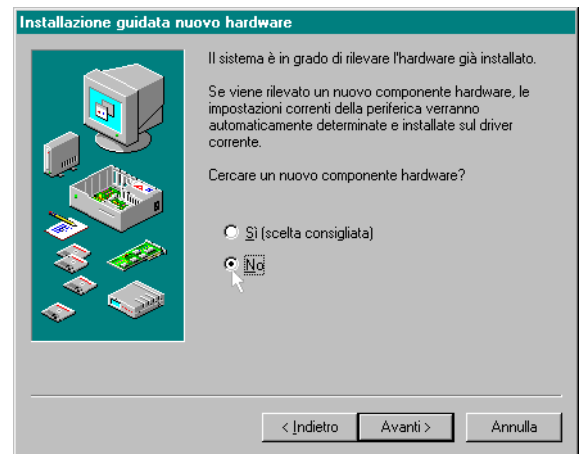 Installazione guidata nuovo hardware
Il sistema è in grado di rilevare l'hardware già installato.
Se viene rilevato un nuovo componente hardware, le
impostazioni correnti della periferica verranno
automaticamente determinate e installate sul driver
corrente.
Cercare un nuovo componente hardware?
Sì (scelta consigliata)
No
< Indietro
Avanti >
Annulla